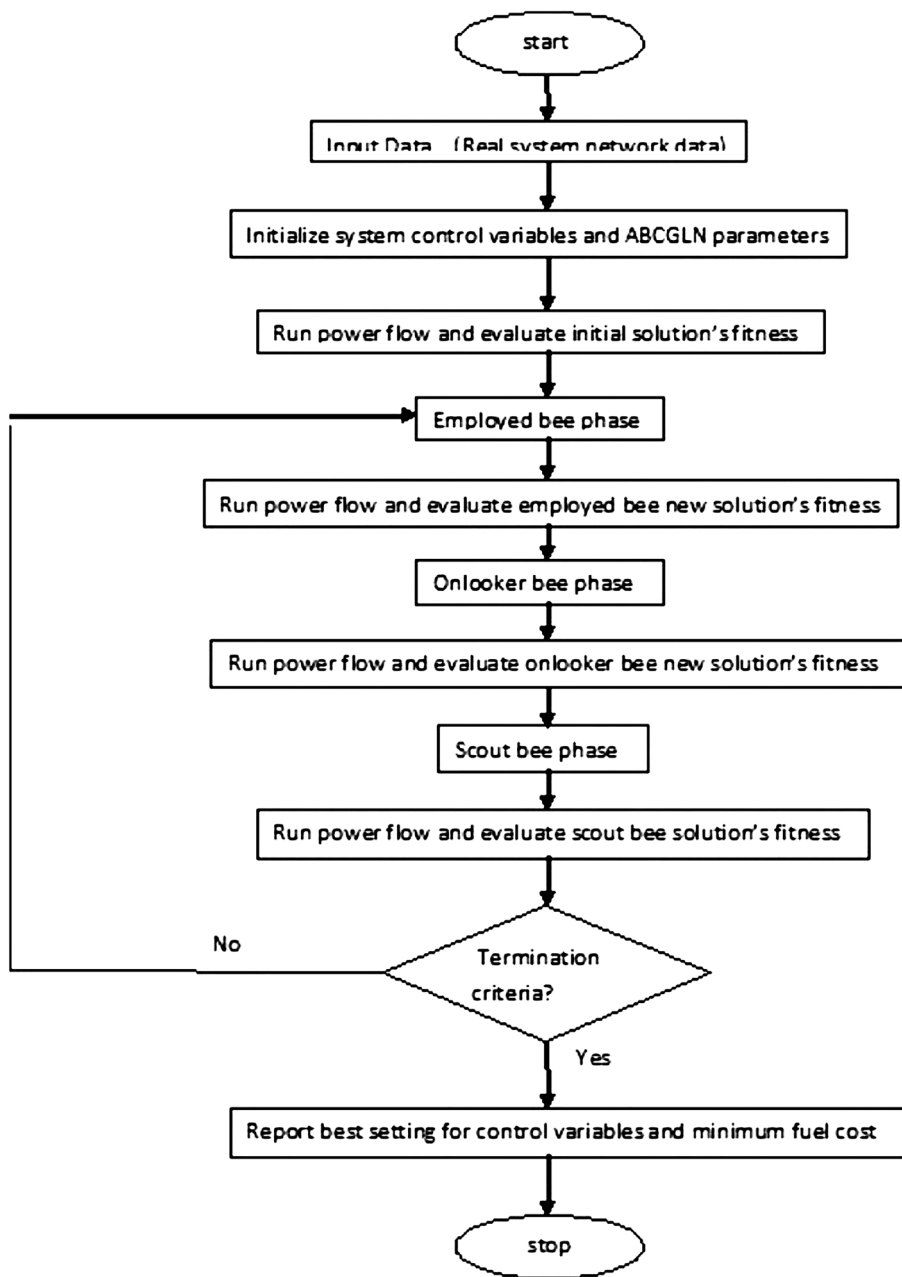 start
Input Data (Real system network data)
Initialize system control variables and ABCGLN parameters
Run power flow and evaluate initial solution's fitness
Employed bee phase
Run power flow and evaluate employed bee new solution's fitness
Onlooker bee phase
Run power flow and evaluate onlooker bee new solution's fitness
Scout bee phase
Run power flow and evaluate scout bee solution's fitness
No
Termination
criteria?
Yes
Report best setting for control variables and minimum fuel cost
stop